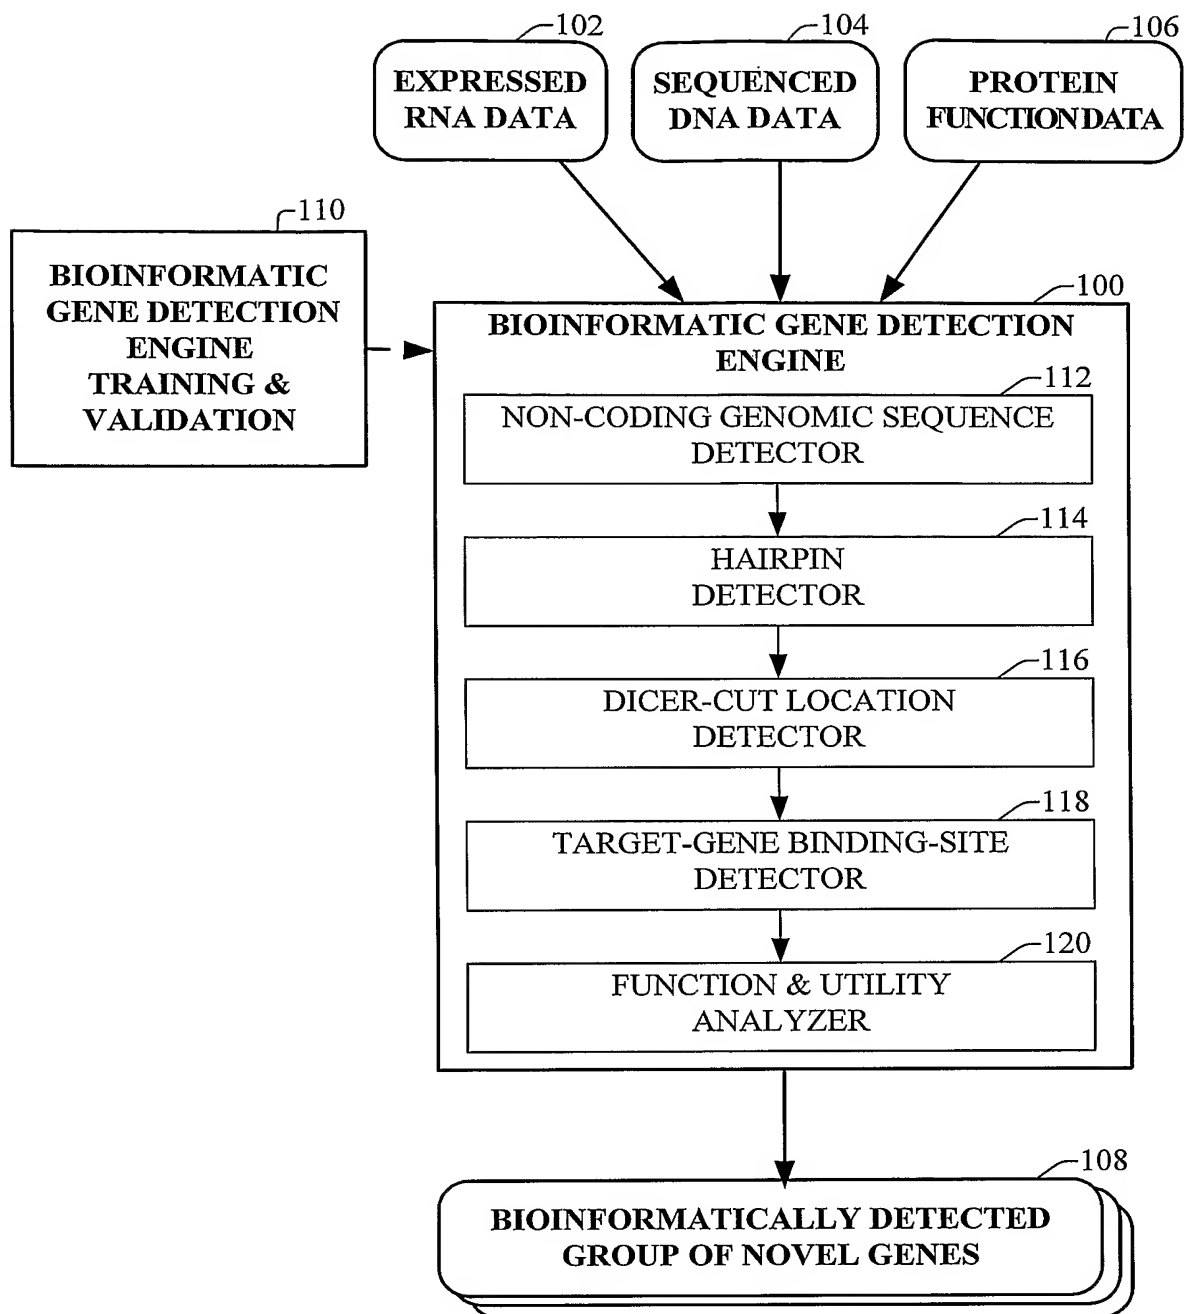 102
104
106
EXPRESSED
RNA DATA
SEQUENCED
DNA DATA
PROTEIN
FUNCTION DATA
110
BIOINFORMATIC
GENE DETECTION
ENGINE
TRAINING &
VALIDATION
100
BIOINFORMATIC GENE DETECTION
ENGINE
112
NON-CODING GENOMIC SEQUENCE
DETECTOR
114
HAIRPIN
DETECTOR
116
DICER-CUT LOCATION
DETECTOR
118
TARGET-GENE BINDING-SITE
DETECTOR
120
FUNCTION & UTILITY
ANALYZER
108
BIOINFORMATICALLY DETECTED
GROUP OF NOVEL GENES